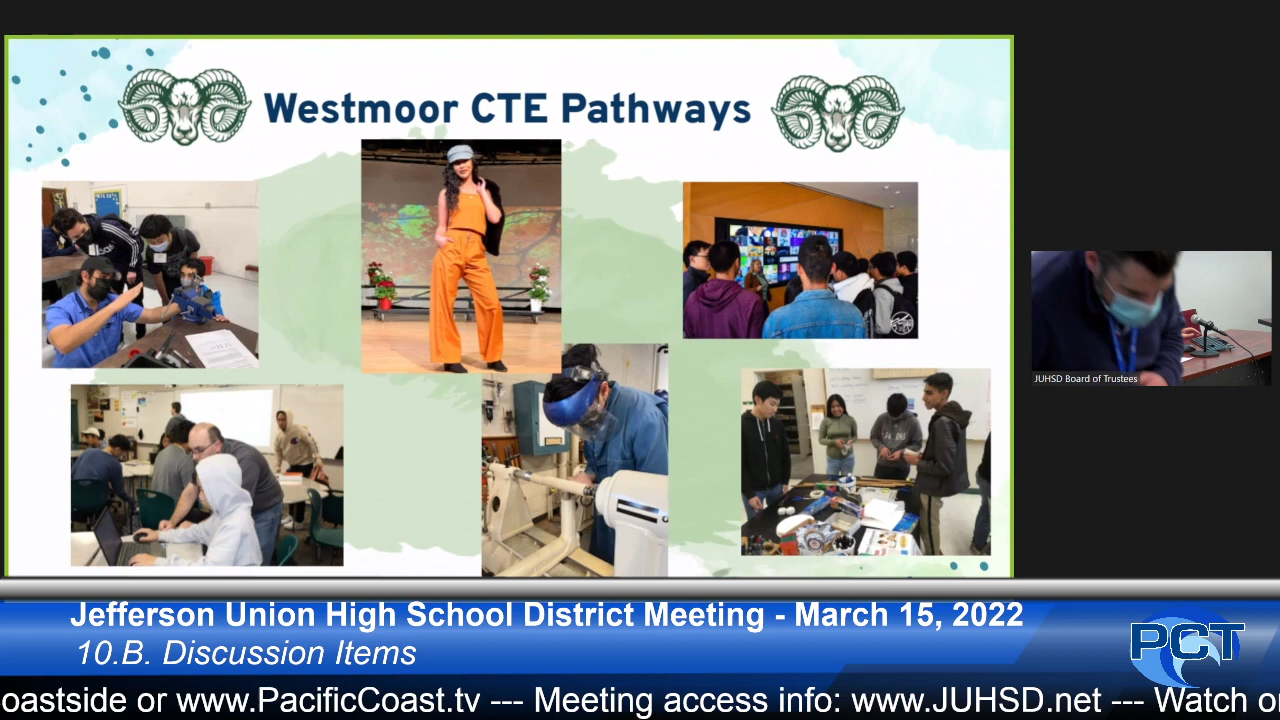 Westmoor CTE Pathways
JUHSD Board of Trustees
Jefferson Union High School District Meeting - March 15, 2022
10.B. Discussion Items
PCT
oastside or www.PacificCoast.tv --- Meeting access info: www.JUHSD.net --- Watch o